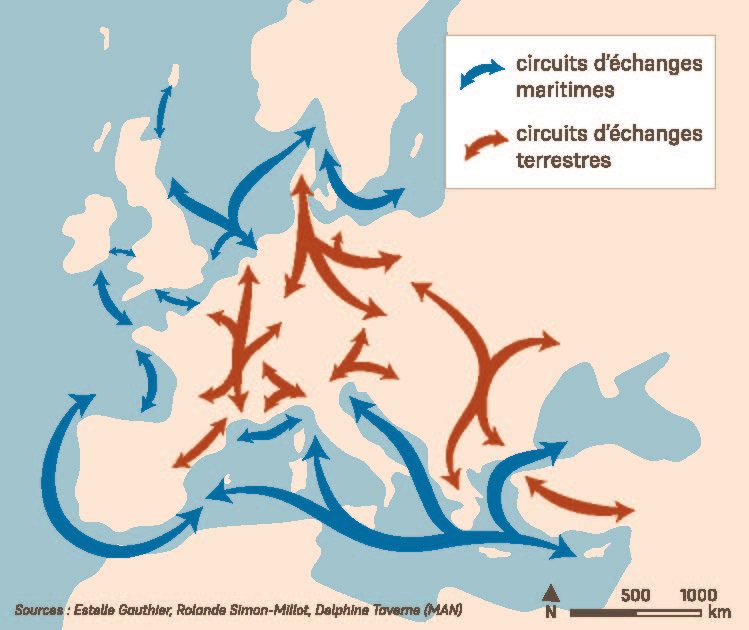 circuits d'échanges
maritimes
circuits d'échanges
terrestres
500 1000
N km
Sources : Estelle Gauthier, Rolande Simon-Millot, Delphine Taverne (MAN)